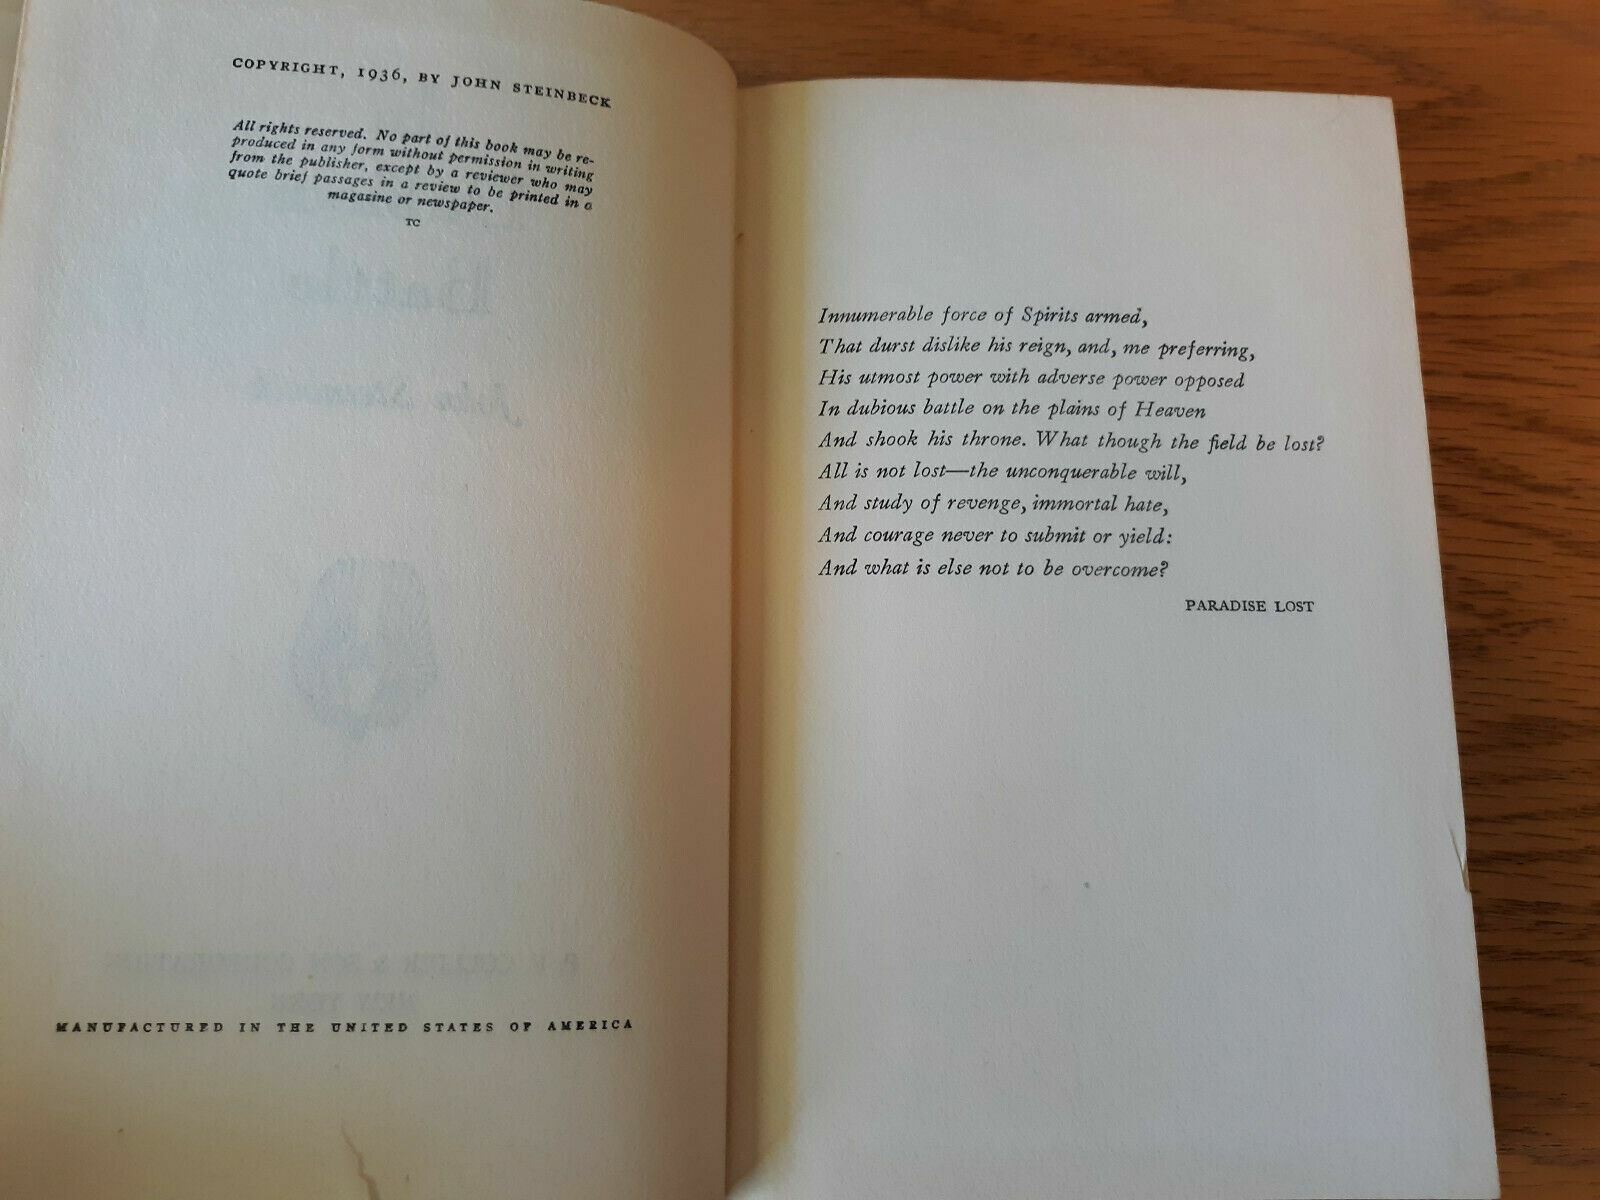 COPYRIGHT, 1936, BY JOHN STEINBECK
All rights reserved. No part of this book may be re-
produced in any form without permission in writing
from the publisher, except by a reviewer who may
quote brief passages in a review to be printed in a
magazine or newspaper.
TC
MANUFACTURED IN THE UNITED STATES OF AMERICA
Innumerable force of Spirits armed,
That durst dislike his reign, and, me preferring,
His utmost power with adverse power opposed
In dubious battle on the plains of Heaven
And shook his throne. What though the field be lost?
All is not lost—the unconquerable will,
And study of revenge, immortal hate,
And courage never to submit or yield:
And what is else not to be overcome?
PARADISE LOST